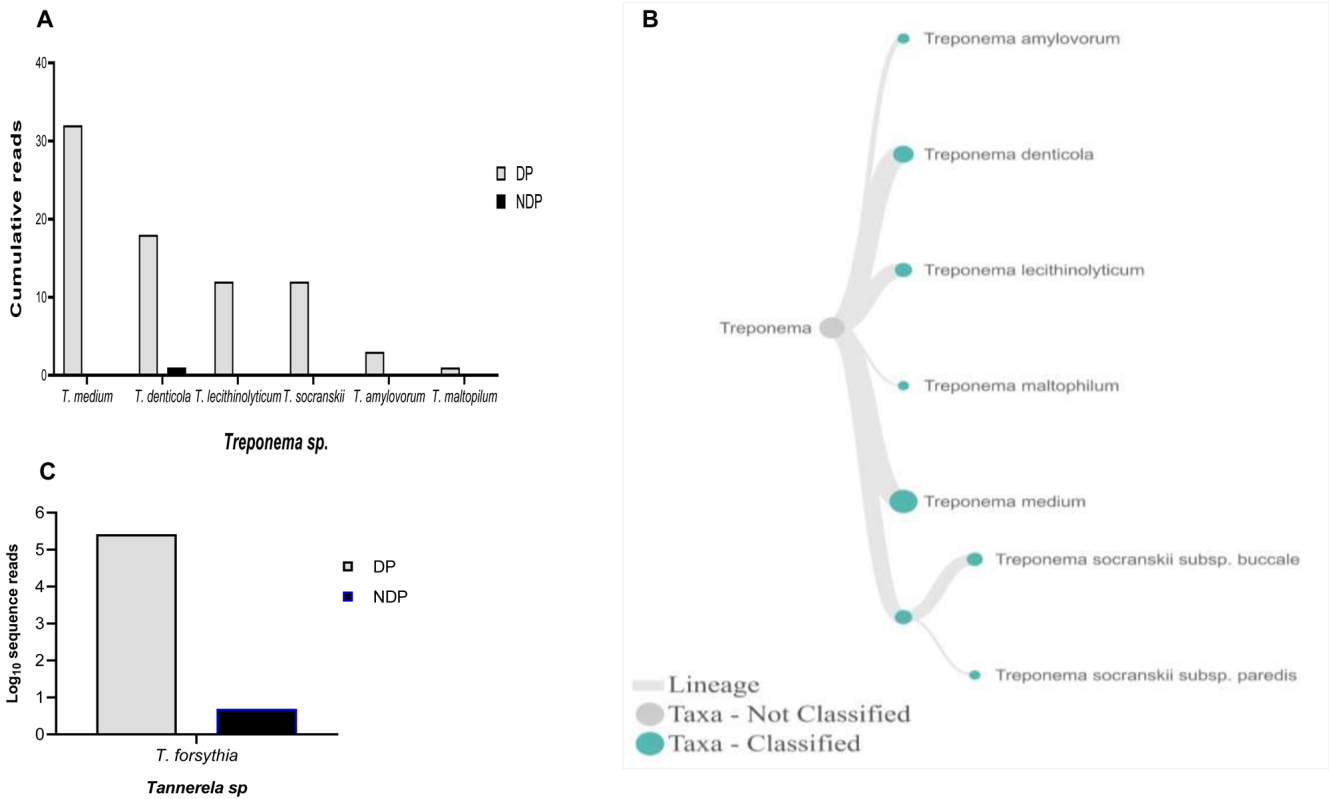 A
Cumulative reads
40
30
20
10
0
T. medium T. denticola T. lecithinolyticum T. socranskii T. amylovorum T. maltopilum
Treponema sp.
DP
NDP
B
Treponema amylovorum
Treponema denticola
Treponema lecithinolyticum
Treponema
Treponema maltophilum
Treponema medium
Treponema socranskii subsp. buccale
Treponema socranskii subsp. paredis
Lineage
Taxa - Not Classified
Taxa - Classified
C
Log₁₀ sequence reads
6
5
4
3
2
1
0
T. forsythia
Tannerela sp
DP
NDP